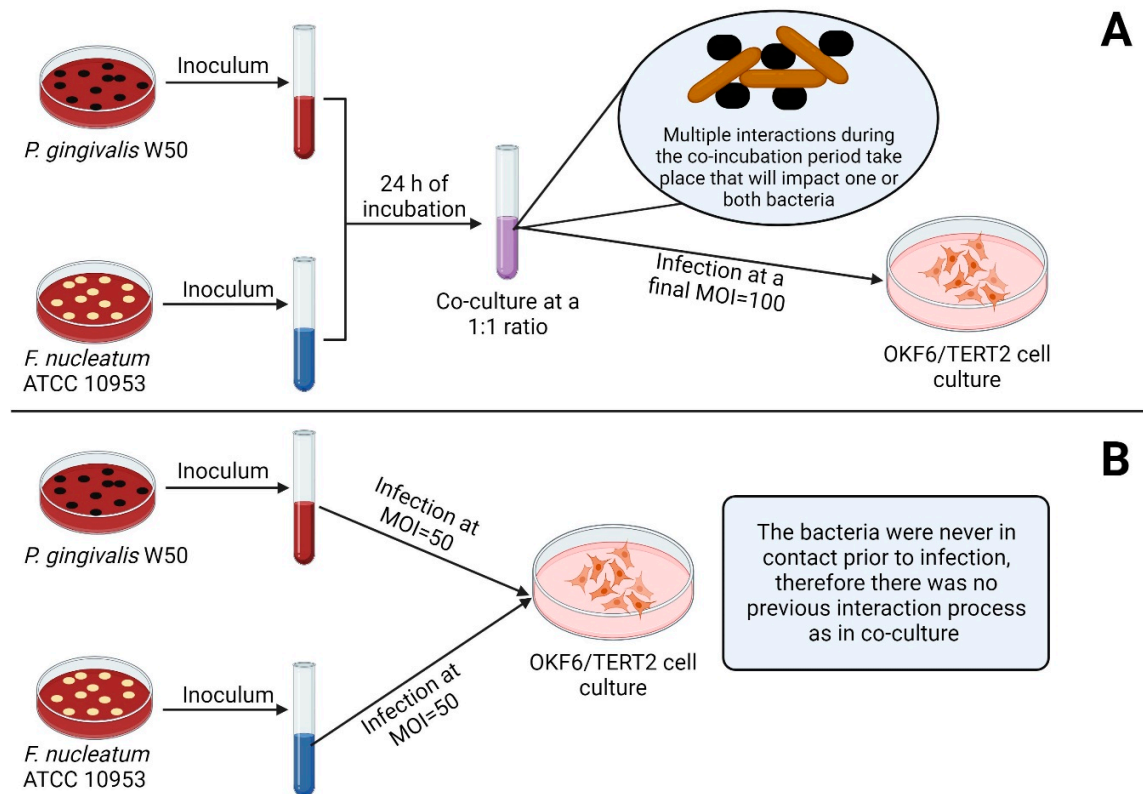 A
Inoculum
P. gingivalis W50
24 h of
incubation
Inoculum
F. nucleatum
ATCC 10953
Co-culture at a
1:1 ratio
Multiple interactions during
the co-incubation period take
place that will impact one or
both bacteria
Infection at a
final MOI=100
OKF6/TERT2 cell
culture
B
Inoculum
P. gingivalis W50
Infection at
MOI=50
Inoculum
F. nucleatum
ATCC 10953
Infection at
MOI=50
OKF6/TERT2 cell
culture
The bacteria were never in
contact prior to infection,
therefore there was no
previous interaction process
as in co-culture